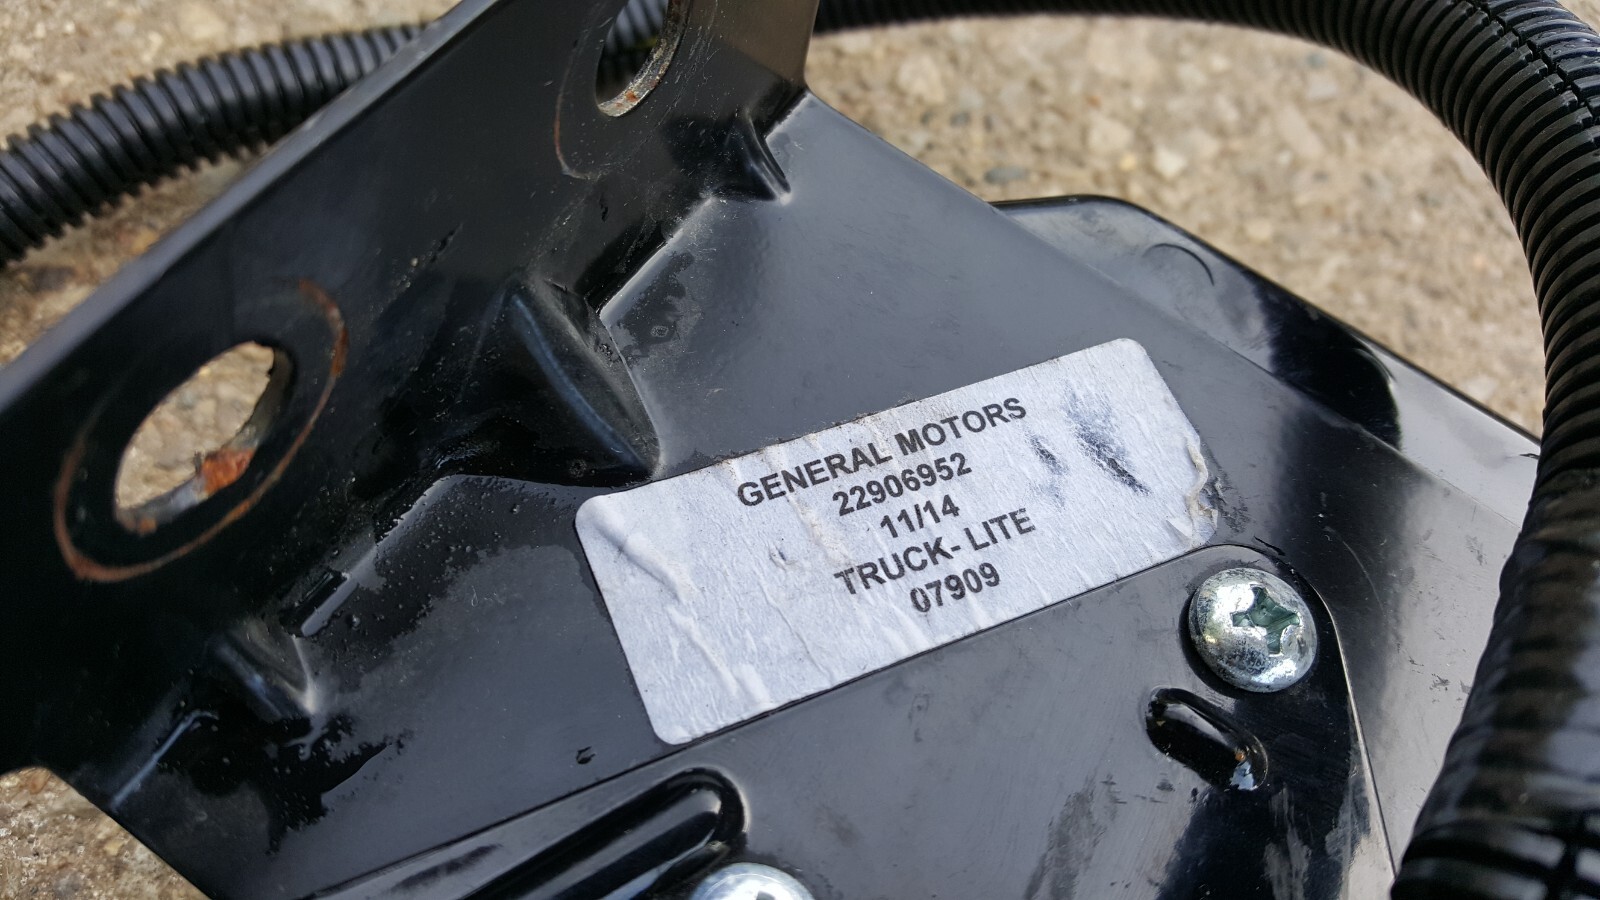 GENERAL MOTORS
22906952
11/14
TRUCK- LITE
07909